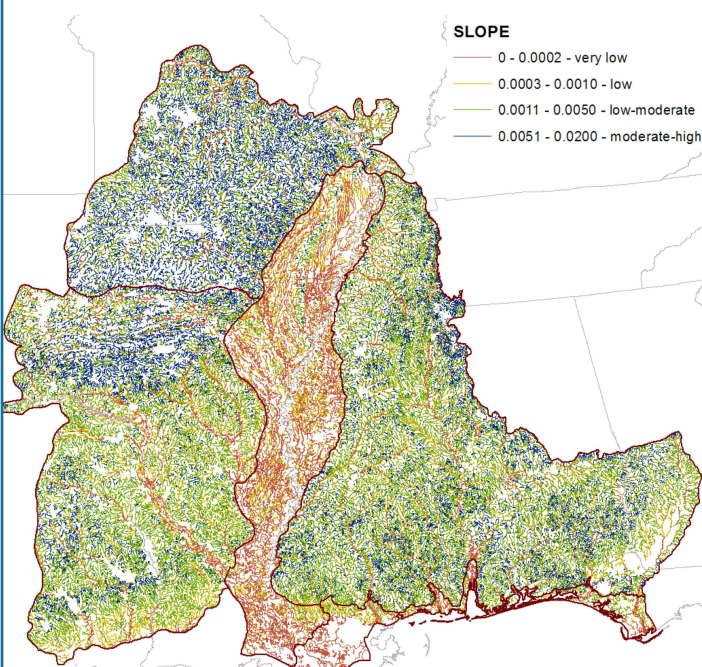 SLOPE
0 - 0.0002 - very low
0.0003 - 0.0010 - low
0.0011 - 0.0050 - low-moderate
0.0051 - 0.0200 - moderate-high